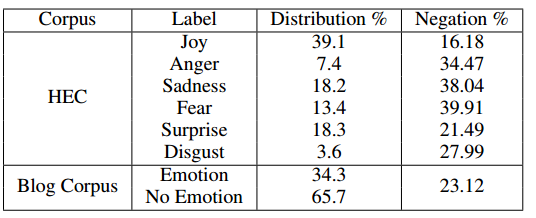 Corpus Label Distribution % Negation %
HEC
Joy 39.1 16.18
Anger 7.4 34.47
Sadness 18.2 38.04
Fear 13.4 39.91
Surprise 18.3 21.49
Disgust 3.6 27.99
Blog Corpus
Emotion 34.3
No Emotion 65.7
23.12